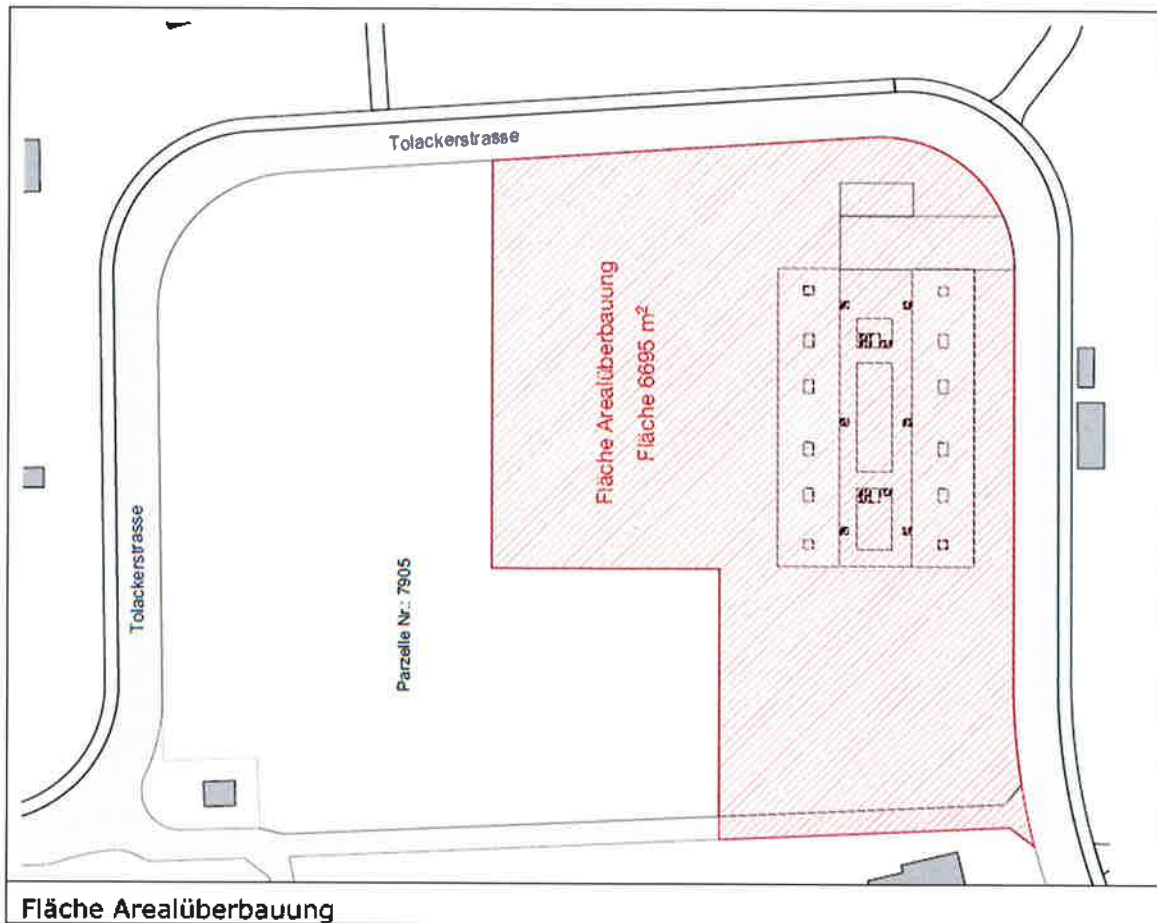 Tolackerstrasse
Fläche Arealüberbauung
Fläche 6695 m²
Tolackerstrasse
Parzelle Nr.: 7905
Fläche Arealüberbauung